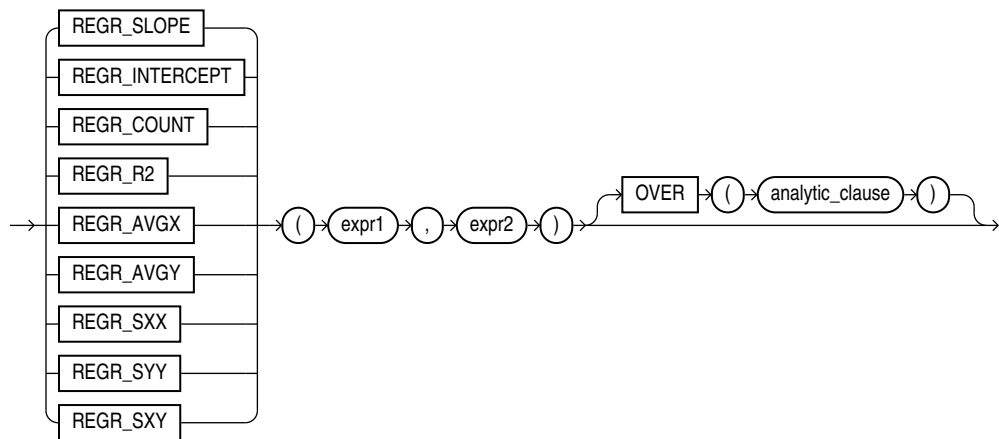 REGR_SLOPE
REGR_INTERCEPT
REGR_COUNT
REGR_R2
OVER ( analytic_clause )
REGR_AVGX ( expr1 , expr2 )
REGR_AVGY
REGR_SXX
REGR_SYY
REGR_SXY